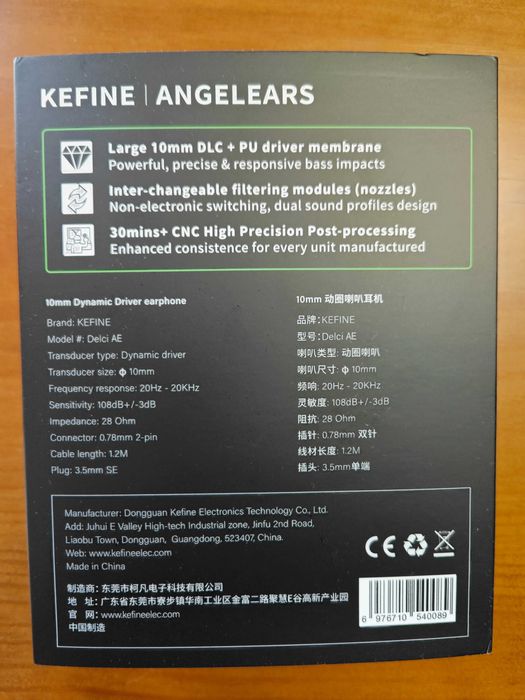 KEFINE | ANGELEARS
Large 10mm DLC + PU driver membrane
Powerful, precise & responsive bass impacts
Inter-changeable filtering modules (nozzles)
Non-electronic switching, dual sound profiles design
30mins+ CNC High Precision Post-processing
Enhanced consistence for every unit manufactured
10mm Dynamic Driver earphone
Brand: KEFINE
Model #: Delci AE
Transducer type: Dynamic driver
Transducer size: ф 10mm
Frequency response: 20Hz - 20KHz
Sensitivity: 108dB+/-3dB
Impedance: 28 Ohm
Connector: 0.78mm 2-pin
Cable length: 1.2M
Plug: 3.5mm SE
10mm 动圈喇叭耳机
品牌:KEFINE
型号: Delci AE
喇叭类型: 动圈喇叭
喇叭尺寸: ф 10mm
频响: 20Hz - 20KHz
灵敏度: 108dB+/-3dB
阻抗: 28 Ohm
插针: 0.78mm 双针
线材长度: 1.2M
插头: 3.5mm单端
Manufacturer: Dongguan Kefine Electronics Technology Co., Ltd.
Add: Juhui E Valley High-tech Industrial zone, Jinfu 2nd Road,
Liaobu Town, Dongguan, Guangdong, 523407, China.
Web: www.kefineelec.com
Made in China
制造商: 东莞市柯凡电子科技有限公司
地 址: 广东省东莞市寮步镇华南工业区金富二路聚慧E谷高新产业园
官 网: www.kefineelec.com
中国制造
CE
6 976710 540089